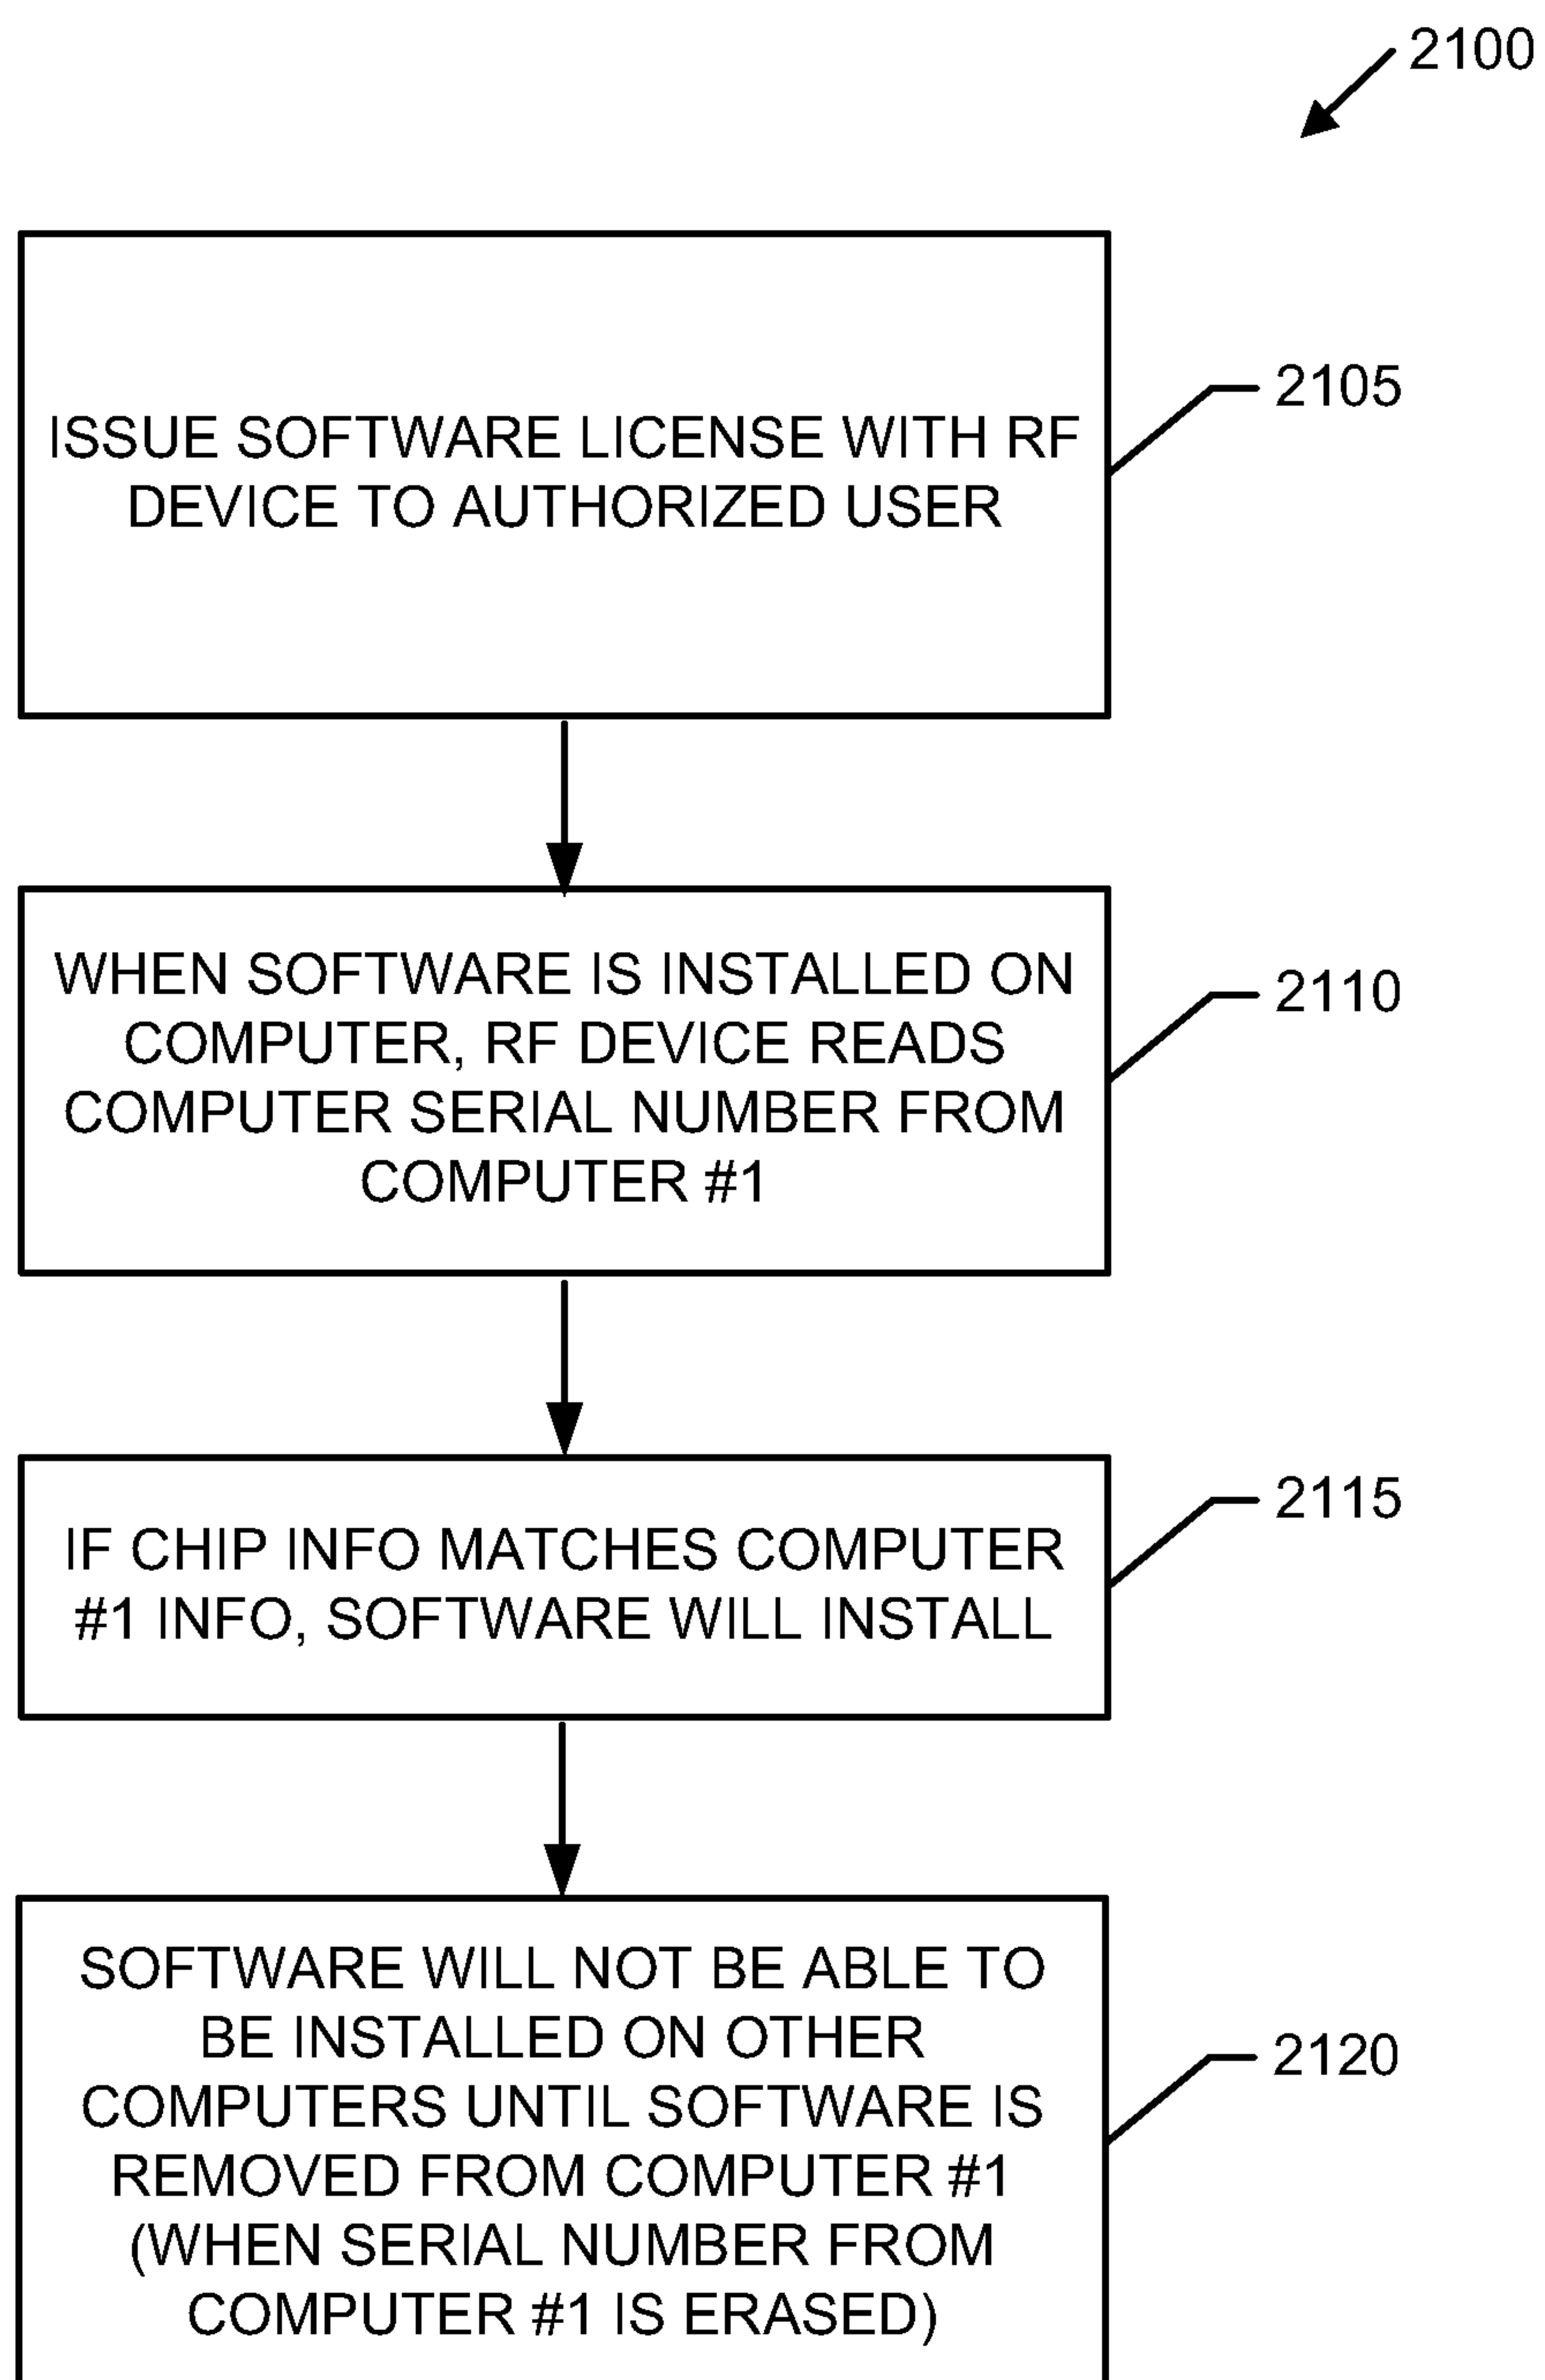 2100
ISSUE SOFTWARE LICENSE WITH RF
DEVICE TO AUTHORIZED USER
2105
WHEN SOFTWARE IS INSTALLED ON
COMPUTER, RF DEVICE READS
COMPUTER SERIAL NUMBER FROM
COMPUTER #1
2110
IF CHIP INFO MATCHES COMPUTER
#1 INFO, SOFTWARE WILL INSTALL
2115
SOFTWARE WILL NOT BE ABLE TO
BE INSTALLED ON OTHER
COMPUTERS UNTIL SOFTWARE IS
REMOVED FROM COMPUTER #1
(WHEN SERIAL NUMBER FROM
COMPUTER #1 IS ERASED)
2120